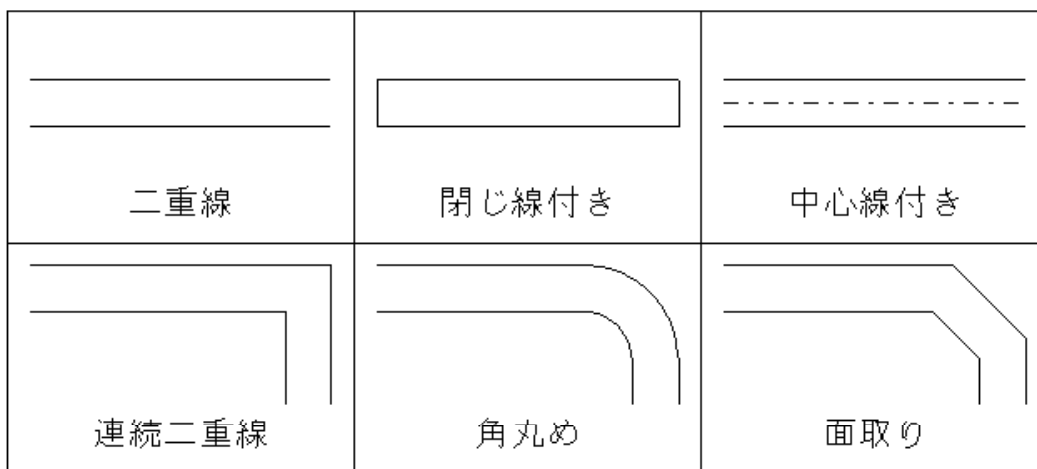 二重線
閉じ線付き
中心線付き
連続二重線
角丸め
面取り